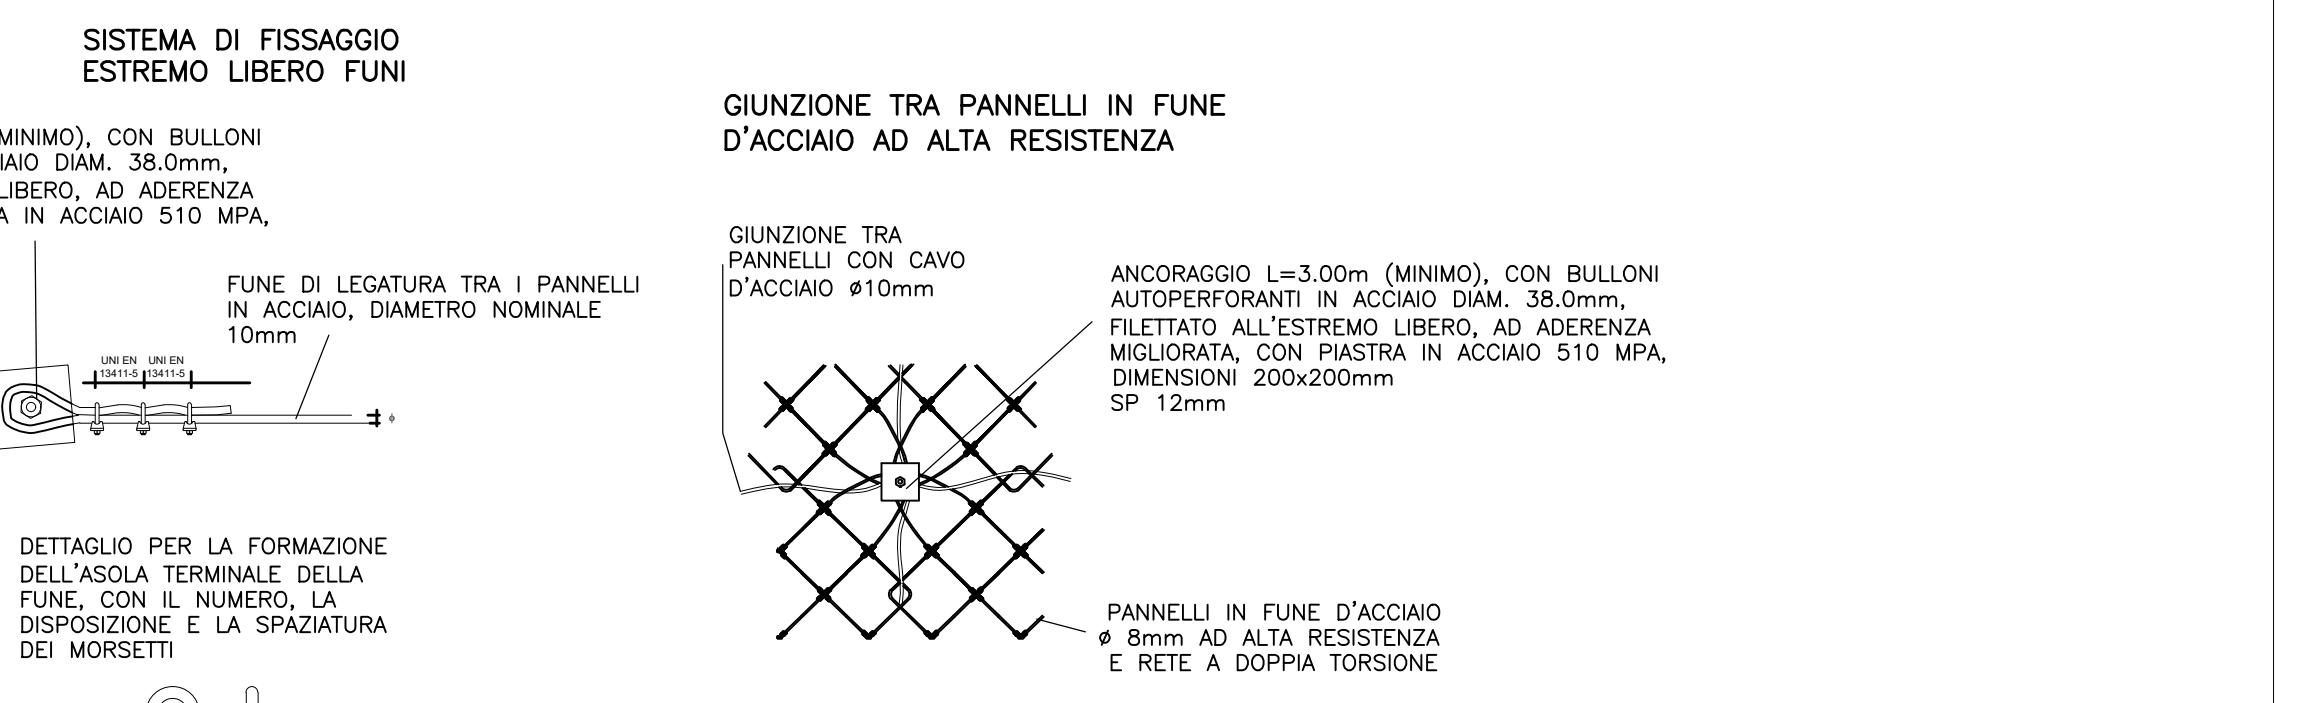 SISTEMA DI FISSAGGIO
ESTREMO LIBERO FUNI
MINIMO), CON BULLONI
IAIO DIAM. 38.0mm,
LIBERO, AD ADERENZA
A IN ACCIAIO 510 MPA,
FUNE DI LEGATURA TRA I PANNELLI
IN ACCIAIO, DIAMETRO NOMINALE
10mm
UNI EN UNI EN
13411-5 13411-5
ø
DETTAGLIO PER LA FORMAZIONE
DELL'ASOLA TERMINALE DELLA
FUNE, CON IL NUMERO, LA
DISPOSIZIONE E LA SPAZIATURA
DEI MORSETTI
GIUNZIONE TRA PANNELLI IN FUNE
D'ACCIAIO AD ALTA RESISTENZA
GIUNZIONE TRA
PANNELLI CON CAVO
D'ACCIAIO ø10mm
ANCORAGGIO L=3.00m (MINIMO), CON BULLONI
AUTOPERFORANTI IN ACCIAIO DIAM. 38.0mm,
FILETTATO ALL'ESTREMO LIBERO, AD ADERENZA
MIGLIORATA, CON PIASTRA IN ACCIAIO 510 MPA,
DIMENSIONI 200x200mm
SP 12mm
PANNELLI IN FUNE D'ACCIAIO
ø 8mm AD ALTA RESISTENZA
E RETE A DOPPIA TORSIONE